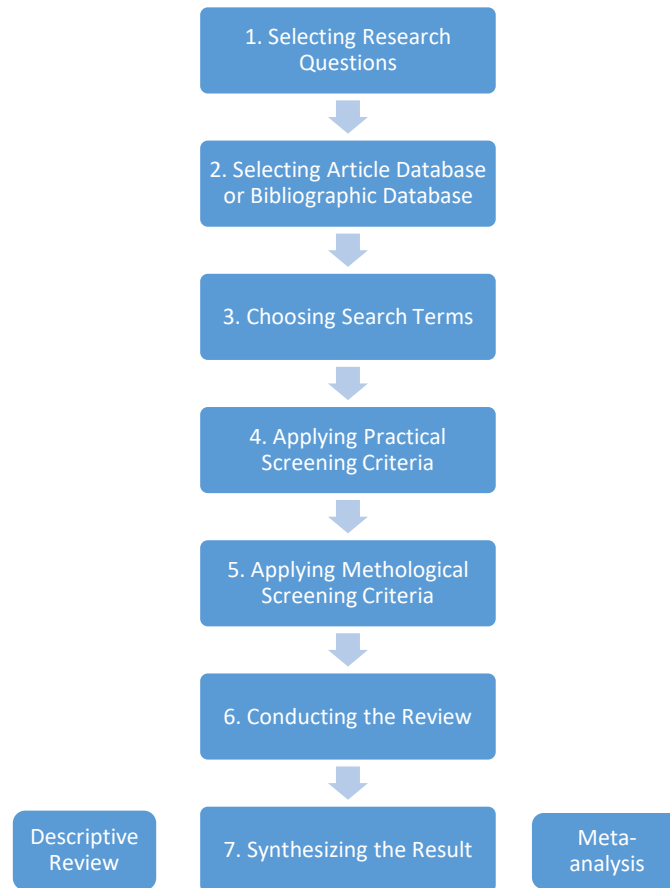 1. Selecting Research
Questions
2. Selecting Article Database
or Bibliographic Database
3. Choosing Search Terms
4. Applying Practical
Screening Criteria
5. Applying Methological
Screening Criteria
6. Conducting the Review
Descriptive
Review
7. Synthesizing the Result
Meta-
analysis